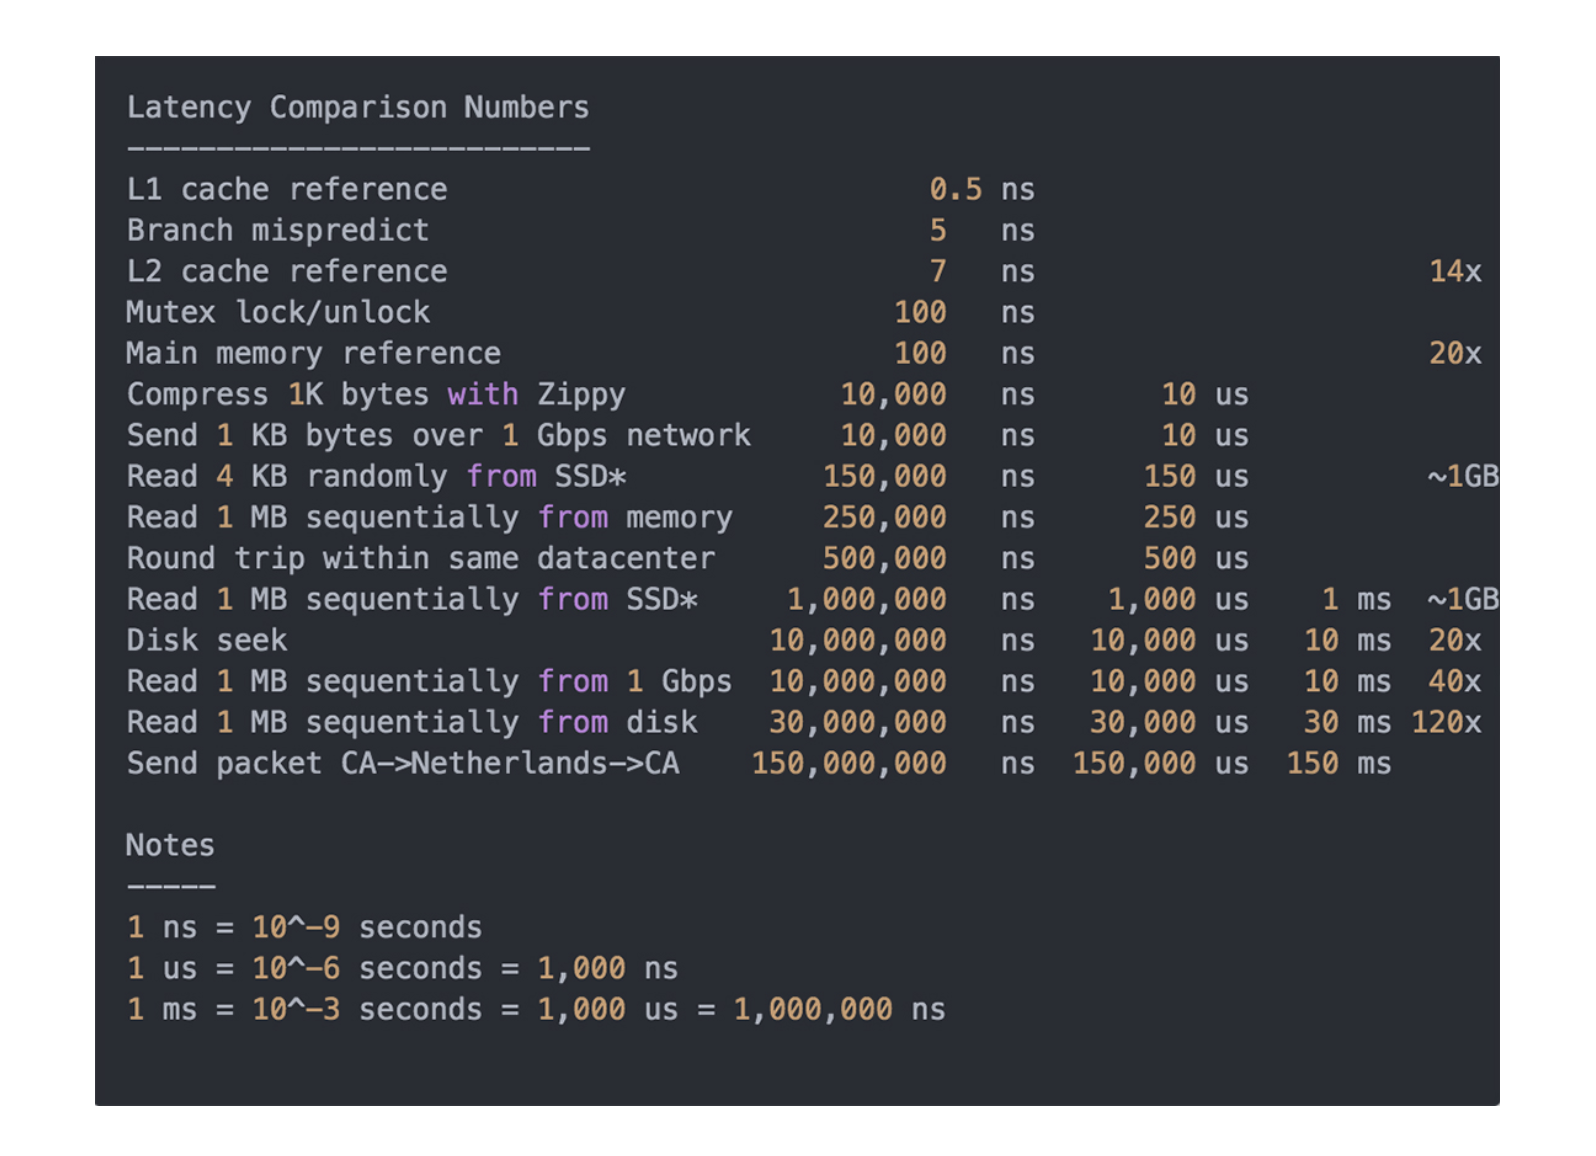 Latency Comparison Numbers
--------------------------
L1 cache reference 0.5 ns
Branch mispredict 5 ns
L2 cache reference 7 ns 14x
Mutex lock/unlock 100 ns
Main memory reference 100 ns 20x
Compress 1K bytes with Zippy 10,000 ns 10 us
Send 1 KB bytes over 1 Gbps network 10,000 ns 10 us
Read 4 KB randomly from SSD* 150,000 ns 150 us ~1GB
Read 1 MB sequentially from memory 250,000 ns 250 us
Round trip within same datacenter 500,000 ns 500 us
Read 1 MB sequentially from SSD* 1,000,000 ns 1,000 us 1 ms ~1GB
Disk seek 10,000,000 ns 10,000 us 10 ms 20x
Read 1 MB sequentially from 1 Gbps 10,000,000 ns 10,000 us 10 ms 40x
Read 1 MB sequentially from disk 30,000,000 ns 30,000 us 30 ms 120x
Send packet CA->Netherlands->CA 150,000,000 ns 150,000 us 150 ms
Notes
-----
1 ns = 10^-9 seconds
1 us = 10^-6 seconds = 1,000 ns
1 ms = 10^-3 seconds = 1,000 us = 1,000,000 ns